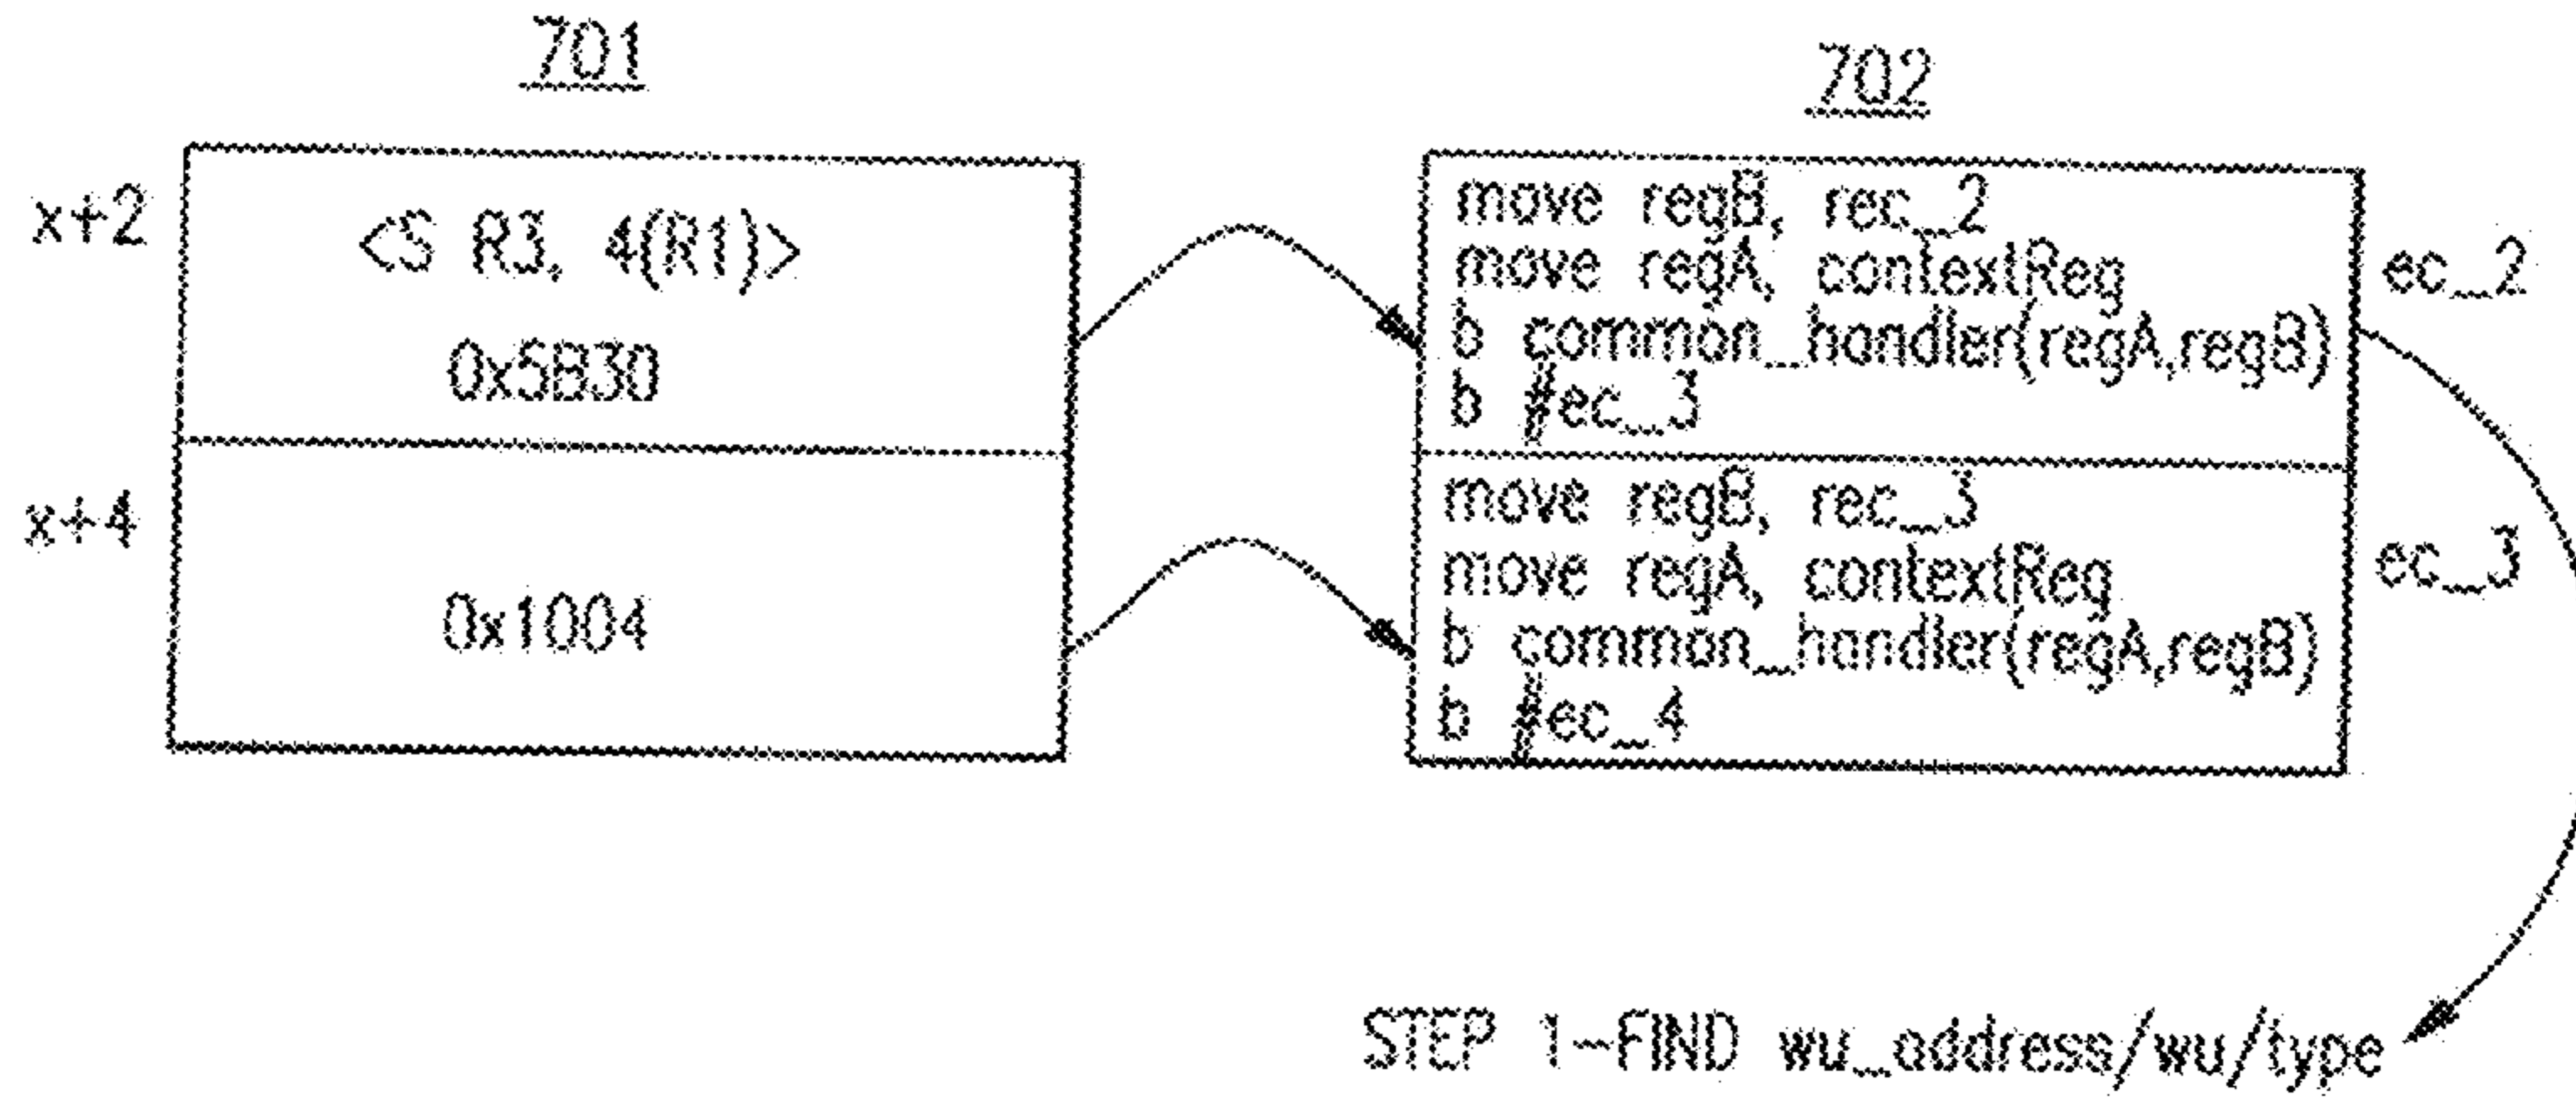 701
702
x+2
<S R3, 4(R1)>
0x5B30
x+4
0x1004
move regB, rec_2
move regA, contextReg
b common_handler(regA,regB)
b #ec_3
ec_2
move regB, rec_3
move regA, contextReg
b common_handler(regA,regB)
b #ec_4
ec_3
STEP 1-FIND wu_address/wu/type